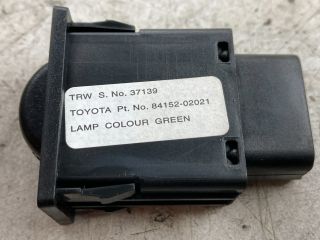 TRW S. No. 37139
TOYOTA Pt. No. 84152-02021
LAMP COLOUR GREEN